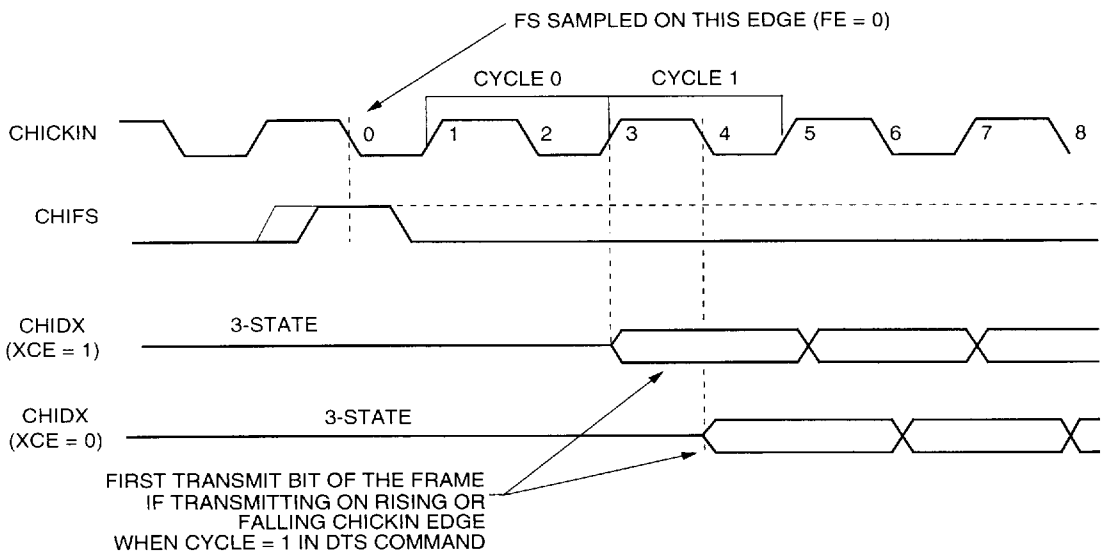 FS SAMPLED ON THIS EDGE (FE = 0)
CYCLE 0 CYCLE 1
CHICKIN 0 1 2 3 4 5 6 7 8
CHIFS
CHIDX
(XCE = 1)
3-STATE
CHIDX
(XCE = 0)
3-STATE
FIRST TRANSMIT BIT OF THE FRAME
IF TRANSMITTING ON RISING OR
FALLING CHICKIN EDGE
WHEN CYCLE = 1 IN DTS COMMAND